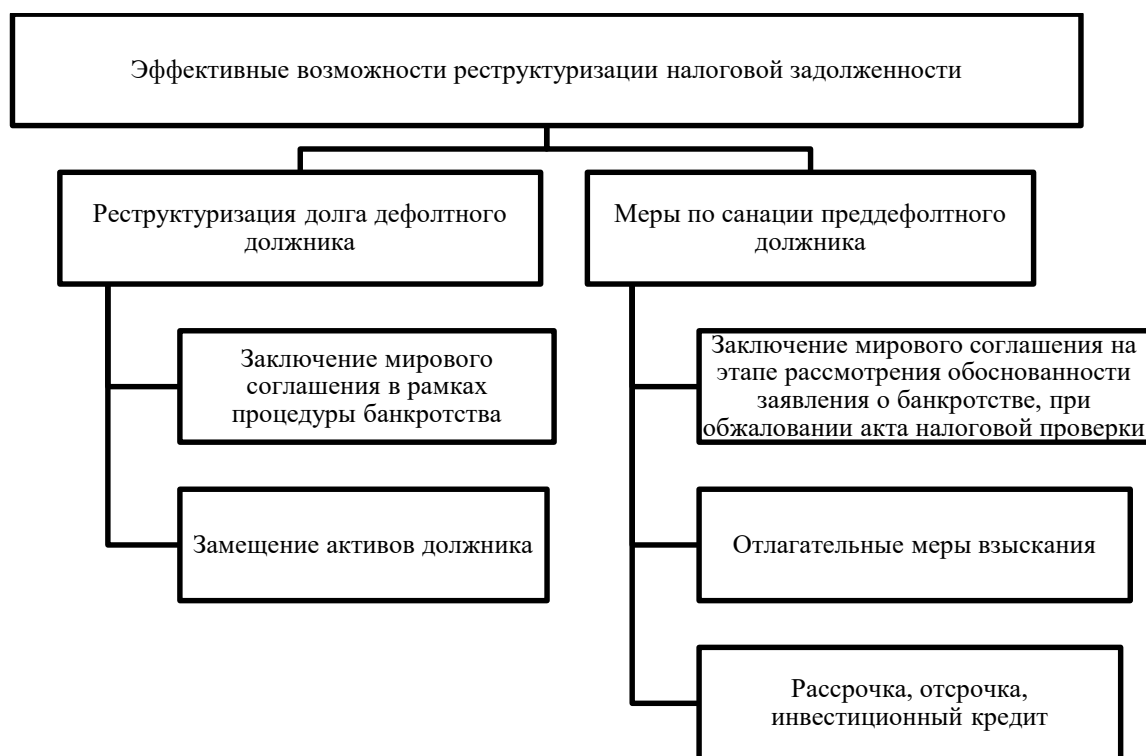 Эффективные возможности реструктуризации налоговой задолженности
Реструктуризация долга дефолтного
должника
Заключение мирового
соглашения в рамках
процедуры банкротства
Замещение активов должника
Меры по санации преддефолтного
должника
Заключение мирового соглашения на
этапе рассмотрения обоснованности
заявления о банкротстве, при
обжаловании акта налоговой проверки
Отлагательные меры взыскания
Рассрочка, отсрочка,
инвестиционный кредит